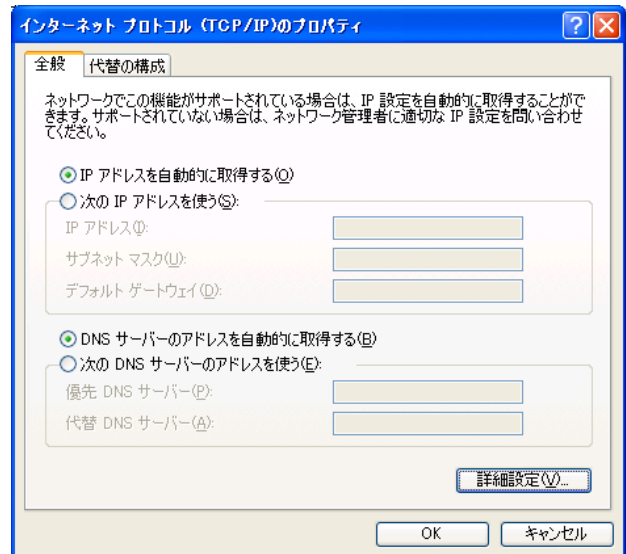 インターネット プロトコル (TCP/IP)のプロパティ
全般
代替の構成
ネットワークでこの機能がサポートされている場合は、IP 設定を自動的に取得することがで
きます。サポートされていない場合は、ネットワーク管理者に適切な IP 設定を問い合わせ
てください。
IP アドレスを自動的に取得する(O)
次の IP アドレスを使う(S):
IP アドレス(I):
サブネット マスク(U):
デフォルト ゲートウェイ(D):
DNS サーバーのアドレスを自動的に取得する(B)
次の DNS サーバーのアドレスを使う(E):
優先 DNS サーバー(P):
代替 DNS サーバー(A):
詳細設定(V)...
OK
キャンセル